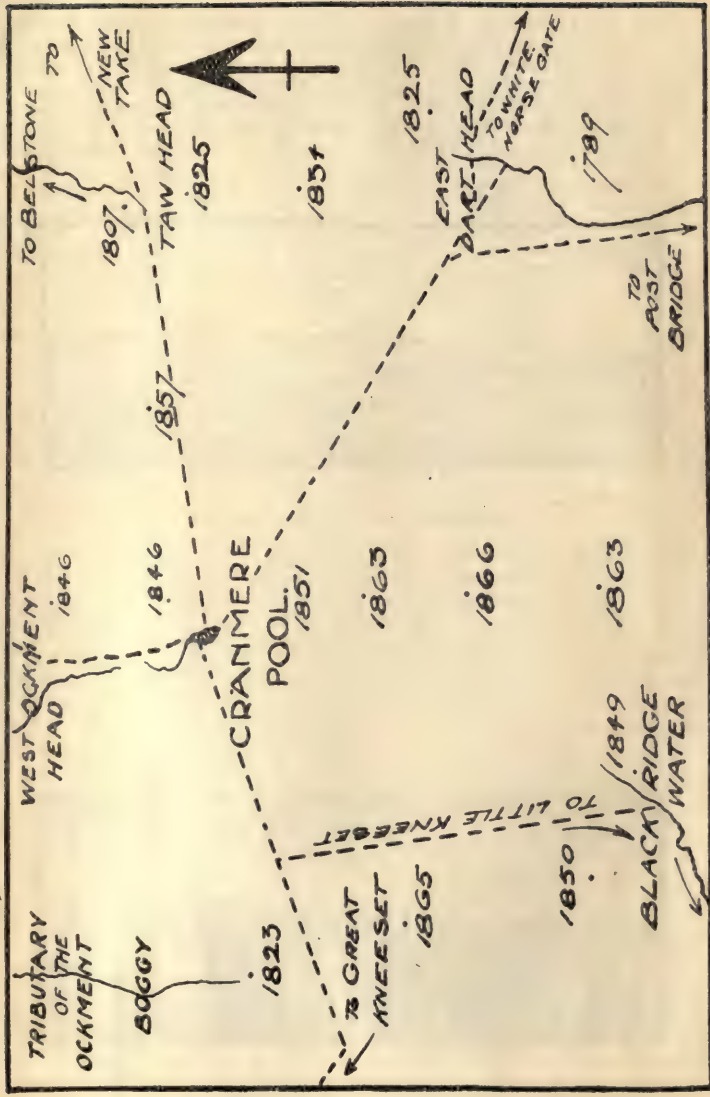 TRIBUTARY
OF THE
OCKMENT
BOGGY
WEST OCKMENT
HEAD
1846
1846
TO BELSTONE
TO
NEW
TAKE
1807
TAW HEAD
1825
1857
1834
1823
CRANMERE
POOL.
1851
1863
1866
1863
TO GREAT
KNEESET
1865
TO LITTLE KNEESET
1850
1849
BLACK RIDGE
WATER
1825
EAST
DART HEAD
TO WHITE
HORSE GATE
1789
TO
POST
BRIDGE